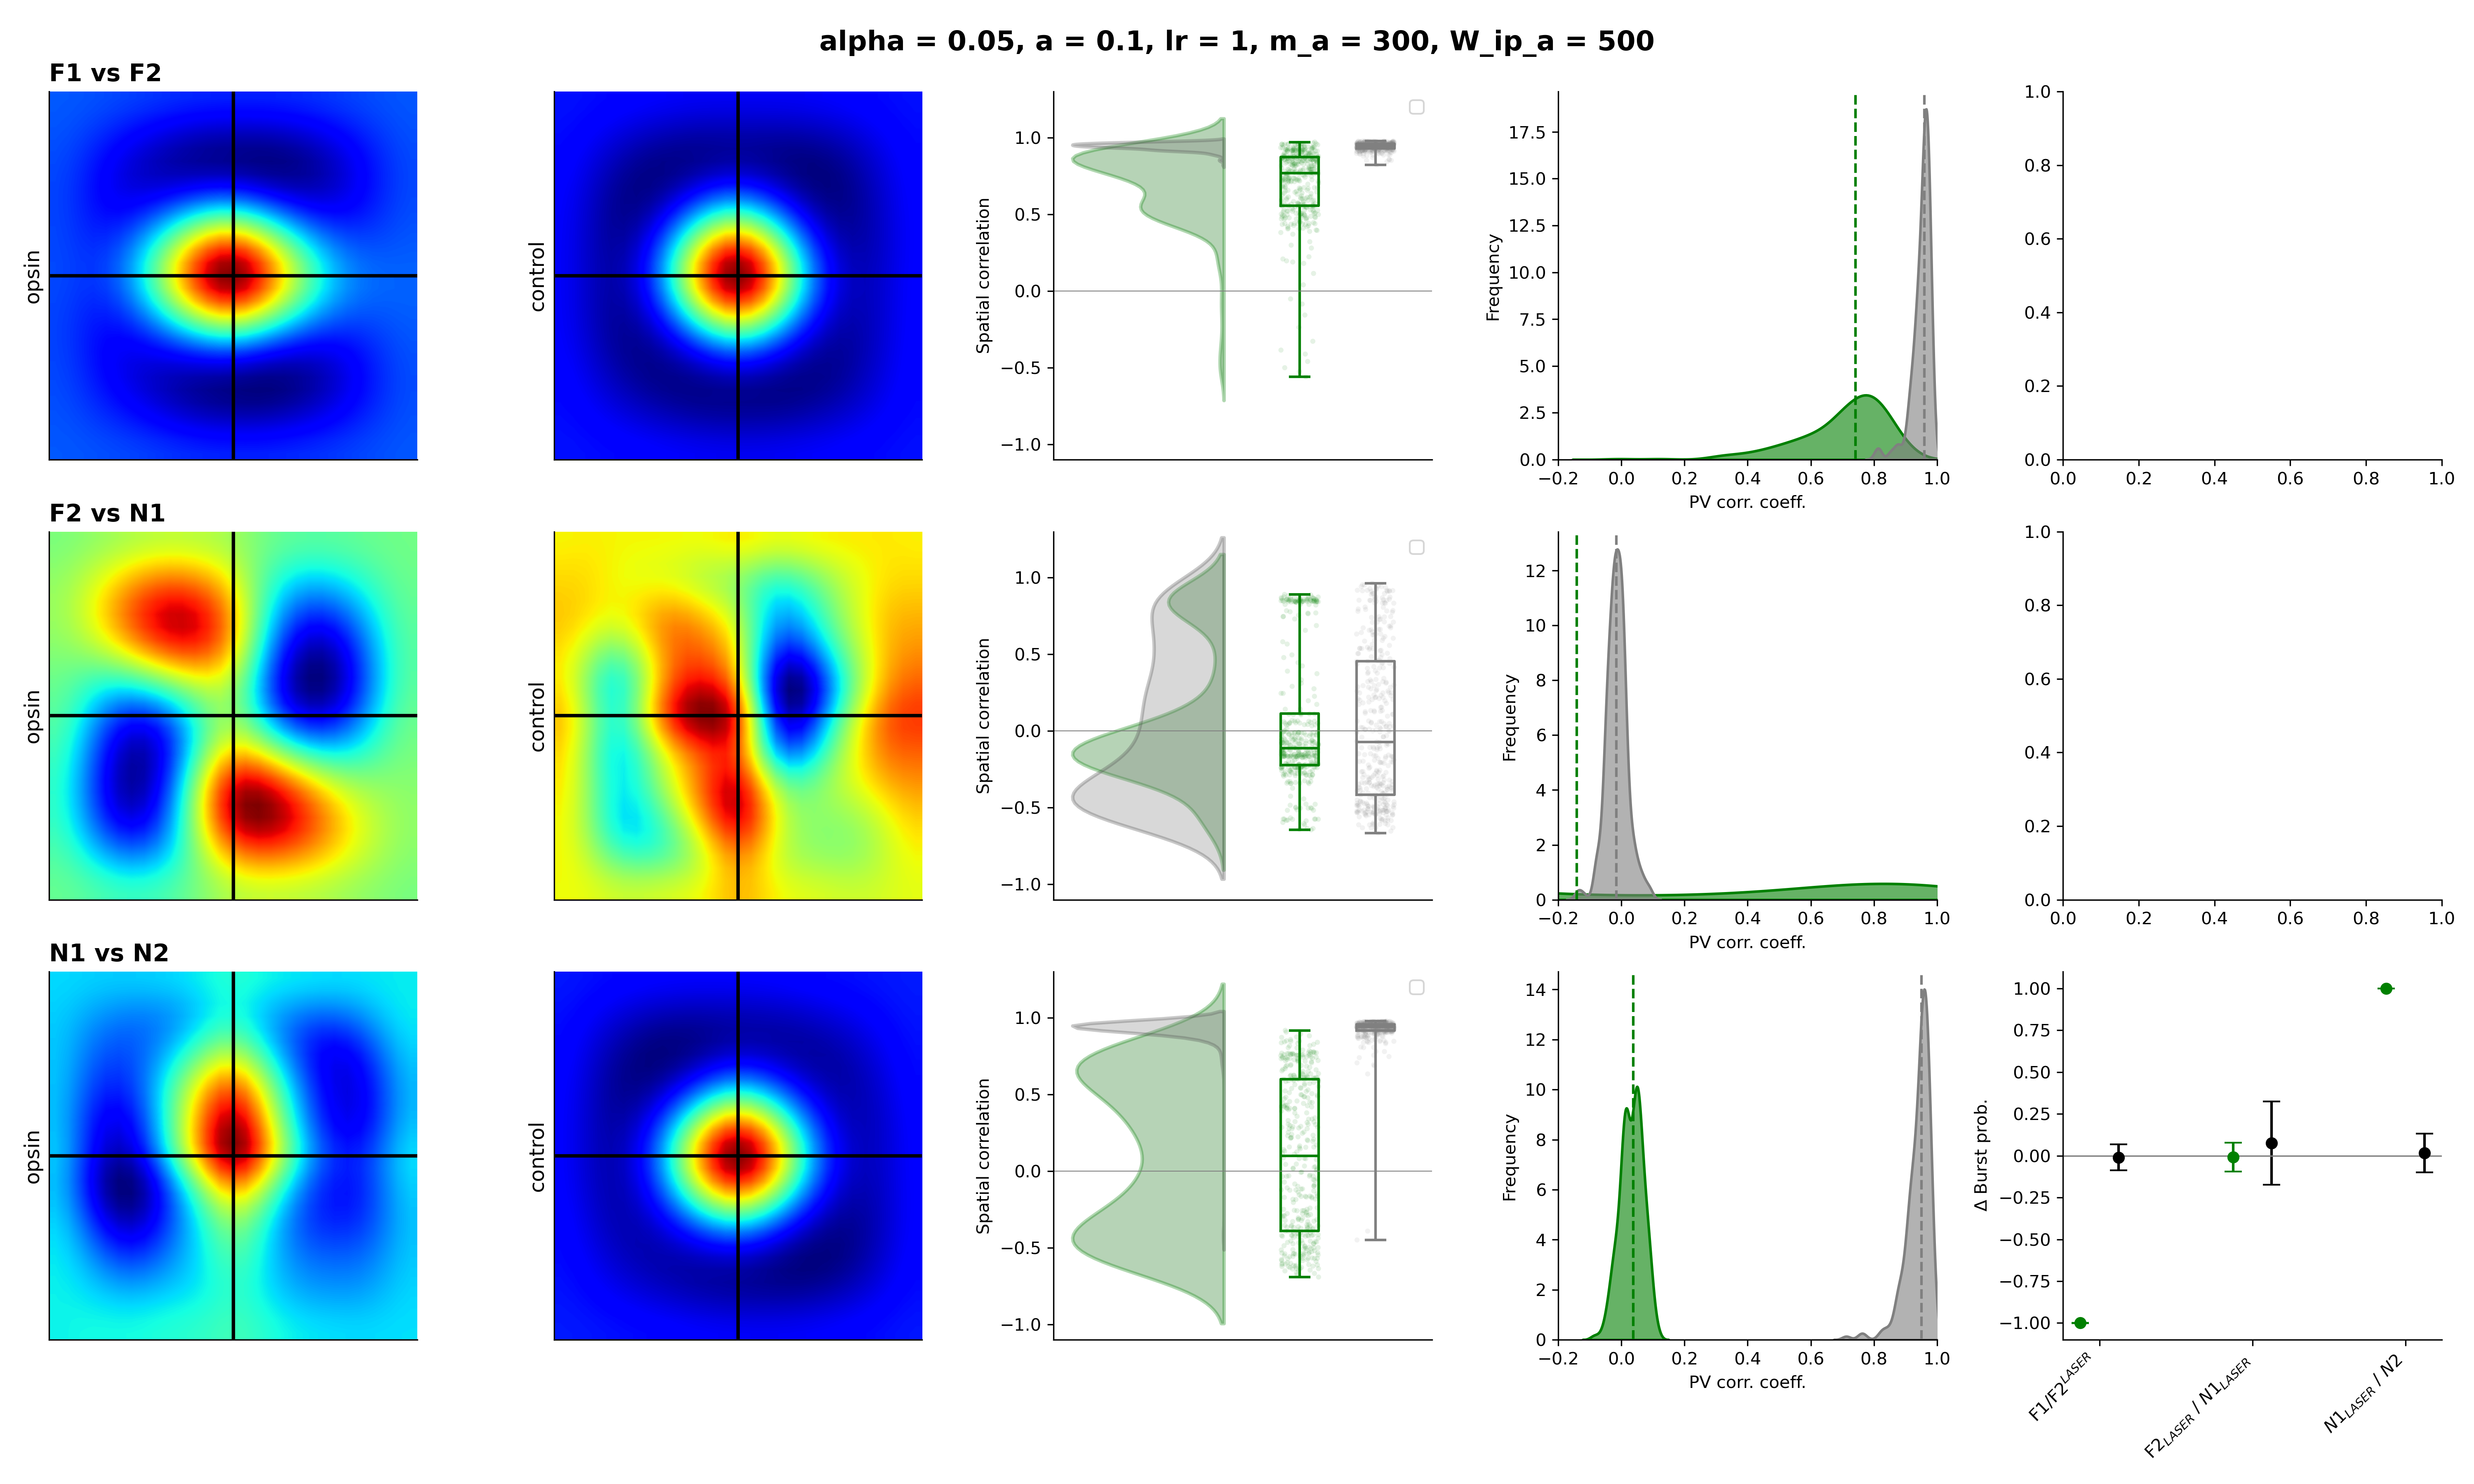 alpha = 0.05, a = 0.1, lr = 1, m_a = 300, W_ip_a = 500
F1 vs F2
opsin
control
Spatial correlation
1.0
0.5
0.0
−0.5
−1.0
Frequency
17.5
15.0
12.5
10.0
7.5
5.0
2.5
0.0
−0.2 0.0 0.2 0.4 0.6 0.8 1.0
PV corr. coeff.
1.0
0.8
0.6
0.4
0.2
0.0
0.0 0.2 0.4 0.6 0.8 1.0
F2 vs N1
opsin
control
Spatial correlation
1.0
0.5
0.0
−0.5
−1.0
Frequency
12
10
8
6
4
2
0
−0.2 0.0 0.2 0.4 0.6 0.8 1.0
PV corr. coeff.
1.0
0.8
0.6
0.4
0.2
0.0
0.0 0.2 0.4 0.6 0.8 1.0
N1 vs N2
opsin
control
Spatial correlation
1.0
0.5
0.0
−0.5
−1.0
Frequency
14
12
10
8
6
4
2
0
−0.2 0.0 0.2 0.4 0.6 0.8 1.0
PV corr. coeff.
Δ Burst prob.
1.00
0.75
0.50
0.25
0.00
−0.25
−0.50
−0.75
−1.00
F1/F2^LASER
F2_LASER / N1_LASER
N1_LASER / N2